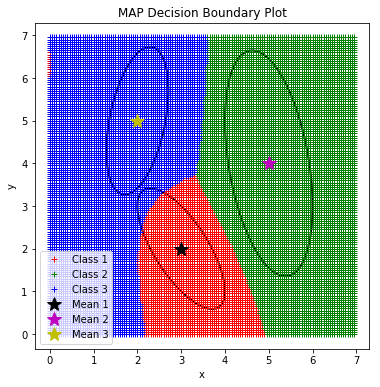 MAP Decision Boundary Plot
7
6
5
4
3
2
1
0
y
Class 1
Class 2
Class 3
Mean 1
Mean 2
Mean 3
0 1 2 3 4 5 6 7
x